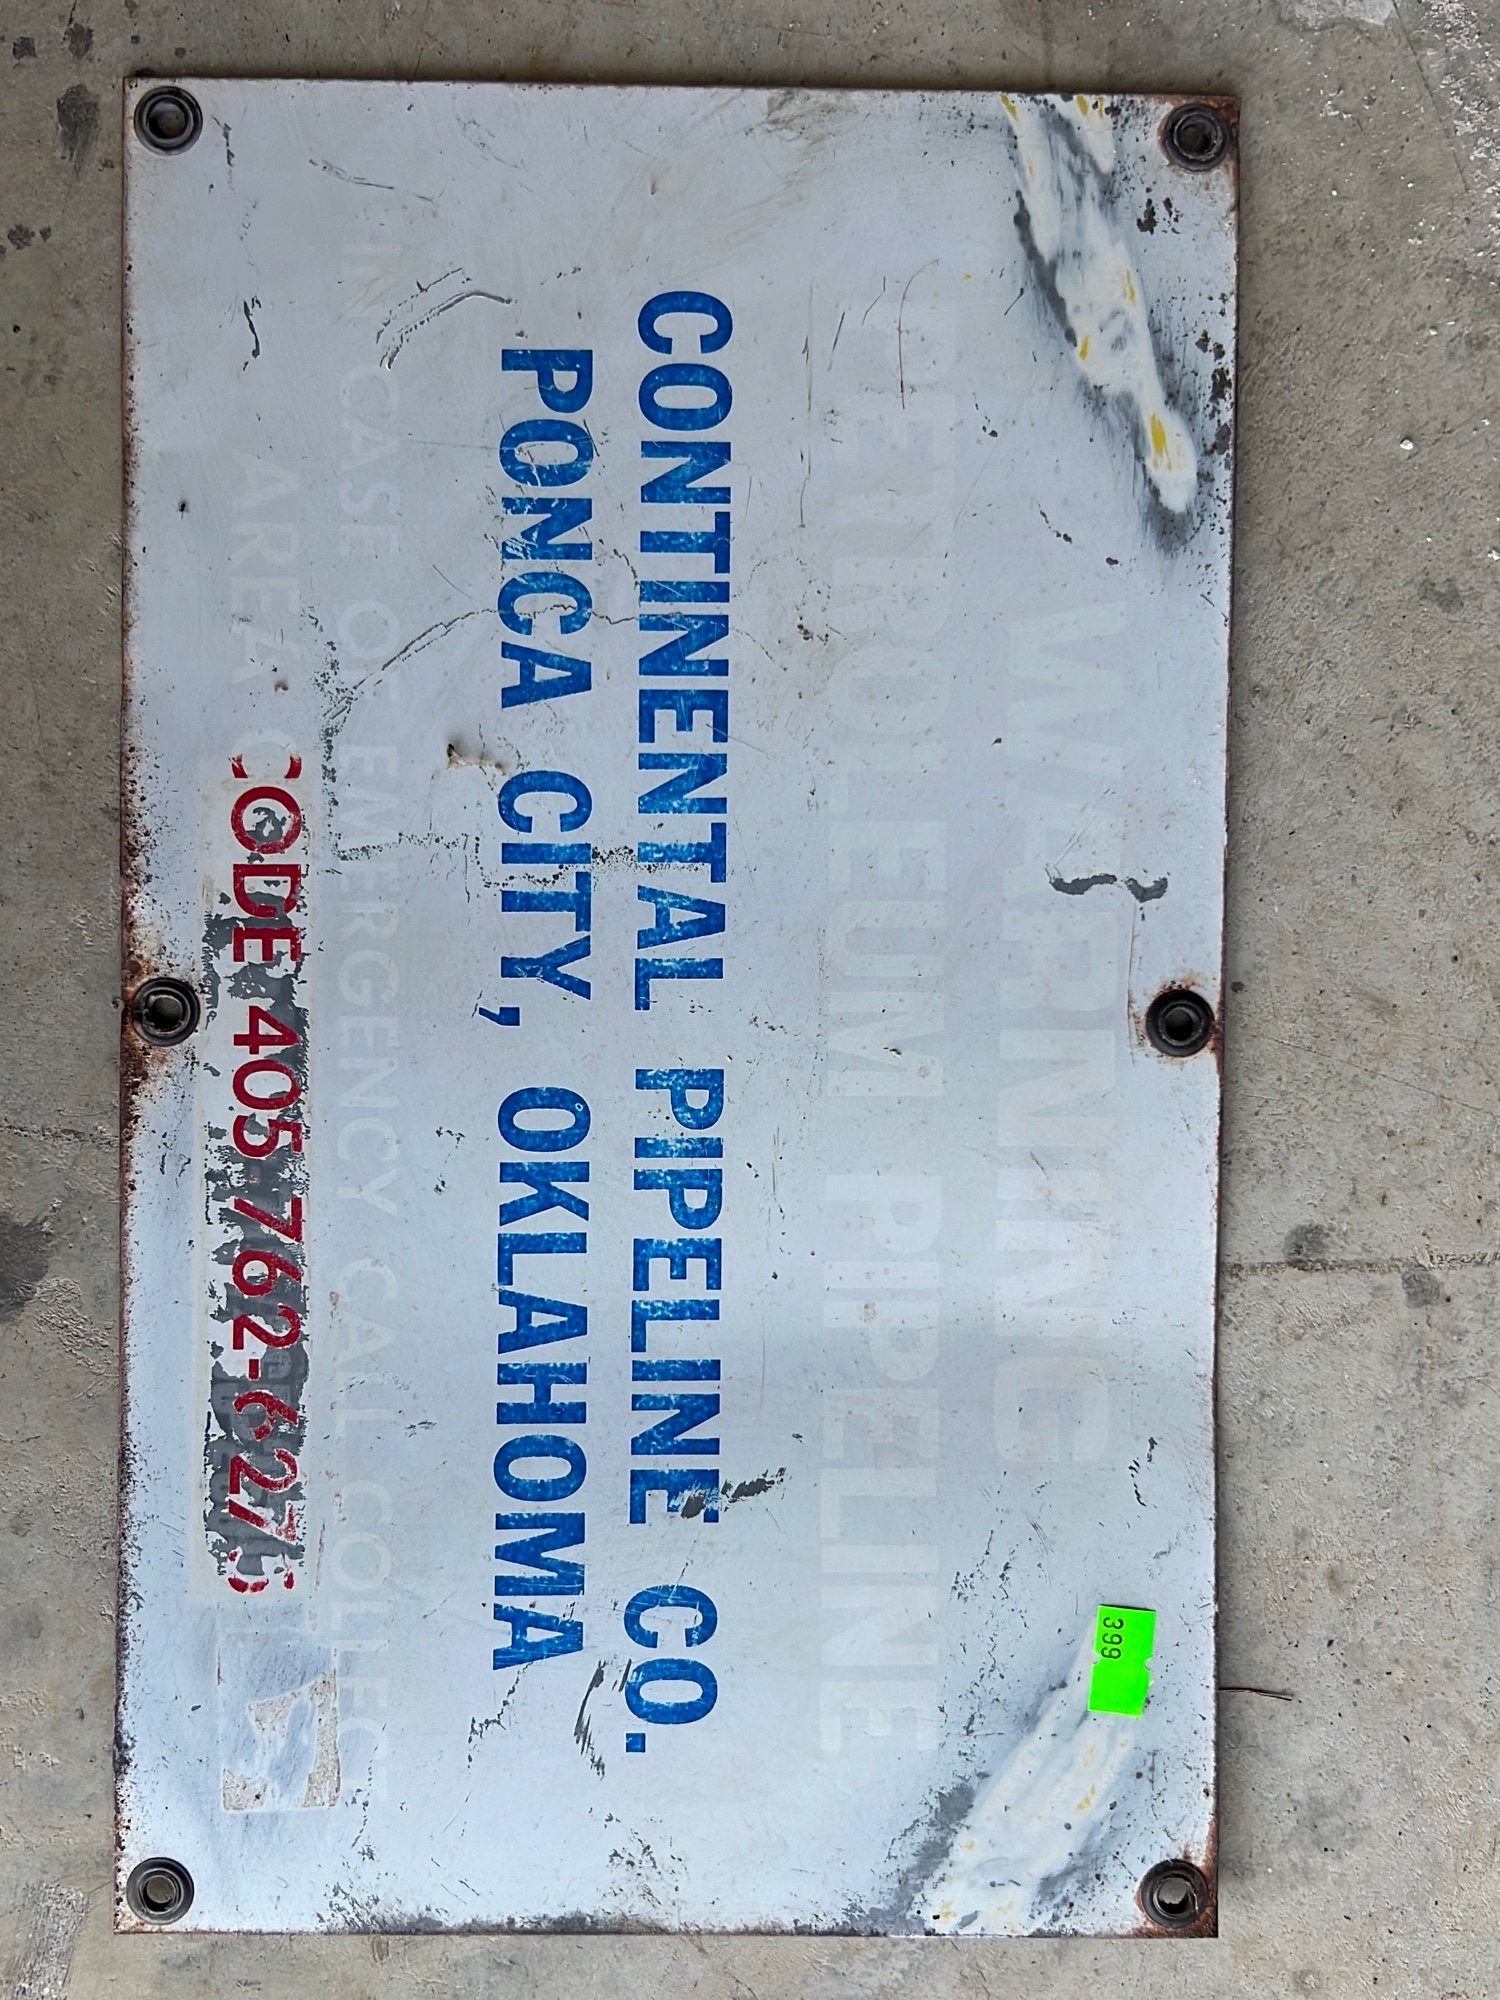 WARNING
PETROLEUM PIPELINE
CONTINENTAL PIPELINE CO.
PONCA CITY, OKLAHOMA
IN CASE OF EMERGENCY CALL COLLECT
AREA CODE 405-762-6276
399